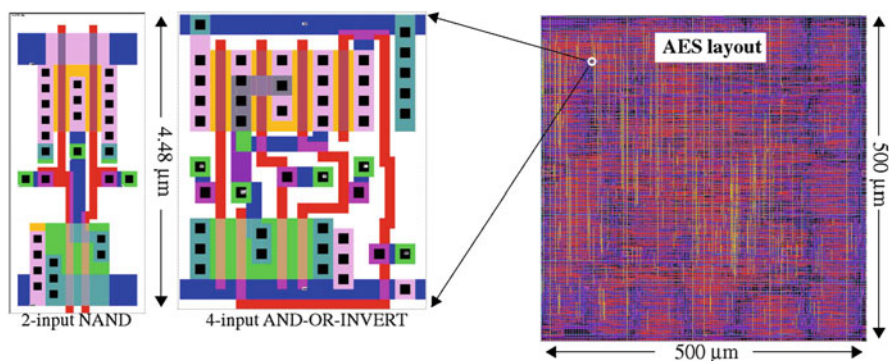 4.48 μm
2-input NAND
4-input AND-OR-INVERT
AES layout
500 μm
500 μm